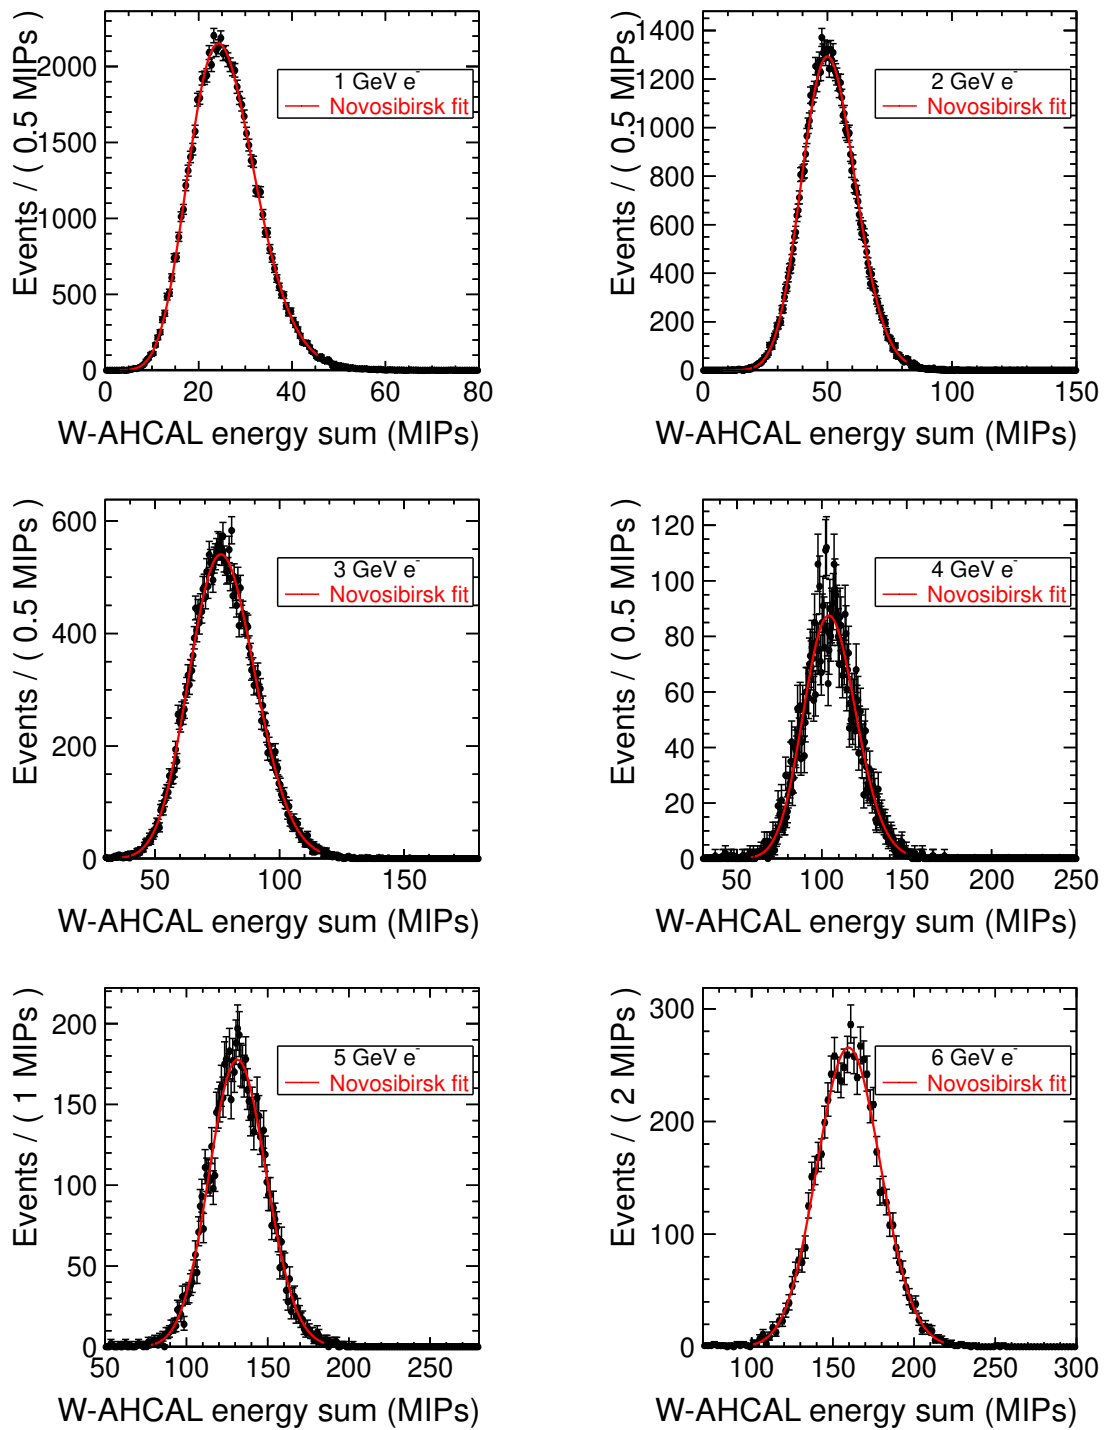 Events / ( 0.5 MIPs )
2000
1500
1000
500
0
1 GeV e-
Novosibirsk fit
0 20 40 60 80
W-AHCAL energy sum (MIPs)
Events / ( 0.5 MIPs )
1400
1200
1000
800
600
400
200
0
2 GeV e-
Novosibirsk fit
0 50 100 150
W-AHCAL energy sum (MIPs)
Events / ( 0.5 MIPs )
600
400
200
0
3 GeV e-
Novosibirsk fit
50 100 150
W-AHCAL energy sum (MIPs)
Events / ( 0.5 MIPs )
120
100
80
60
40
20
0
4 GeV e-
Novosibirsk fit
50 100 150 200 250
W-AHCAL energy sum (MIPs)
Events / ( 1 MIPs )
200
150
100
50
0
5 GeV e-
Novosibirsk fit
50 100 150 200 250
W-AHCAL energy sum (MIPs)
Events / ( 2 MIPs )
300
200
100
0
6 GeV e-
Novosibirsk fit
100 150 200 250 300
W-AHCAL energy sum (MIPs)